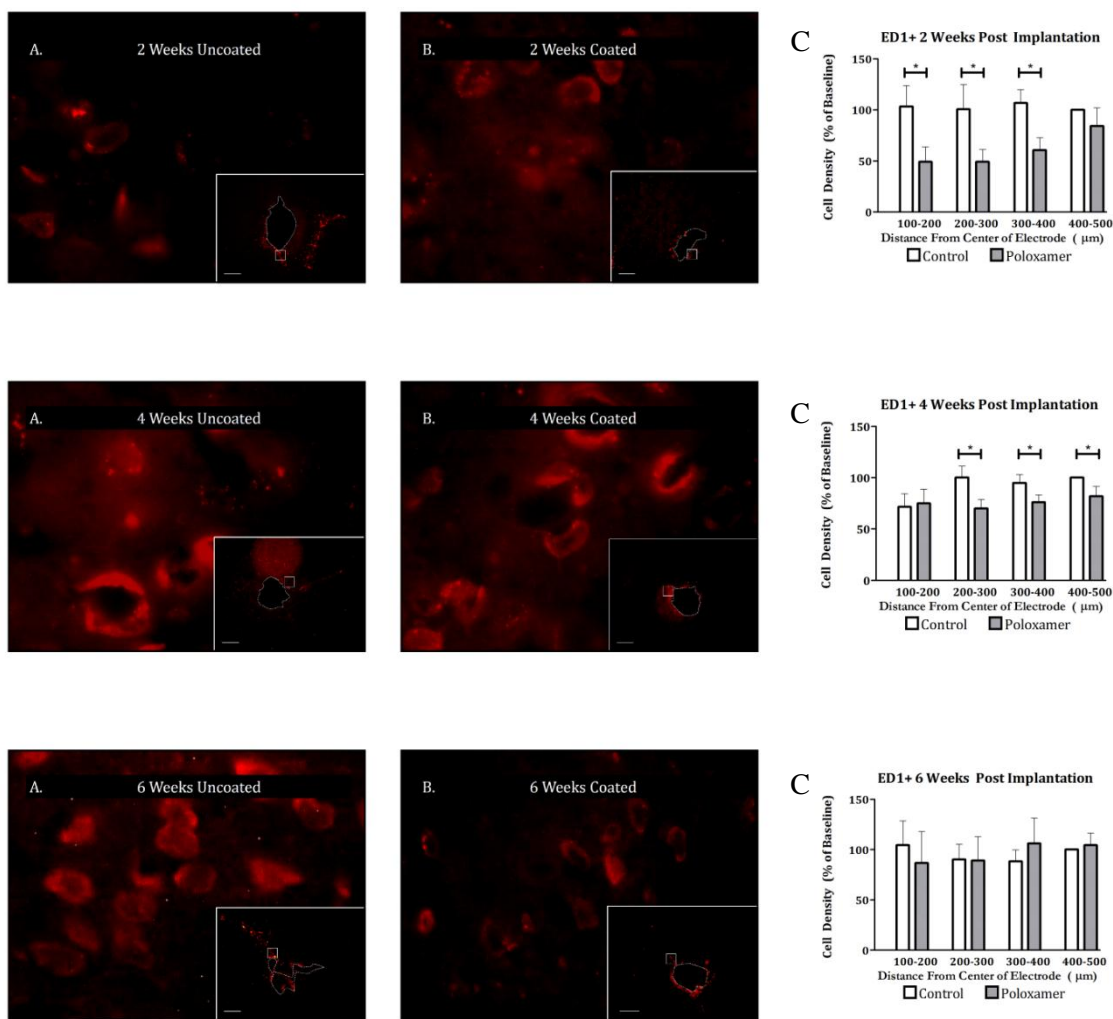 A. 2 Weeks Uncoated
B. 2 Weeks Coated
C
ED1+ 2 Weeks Post Implantation
Cell Density (% of Baseline)
150
100
50
0
* * *
100-200 200-300 300-400 400-500
Distance From Center of Electrode ( μm)
Control Poloxamer
A. 4 Weeks Uncoated
B. 4 Weeks Coated
C
ED1+ 4 Weeks Post Implantation
Cell Density (% of Baseline)
150
100
50
0
* * *
100-200 200-300 300-400 400-500
Distance From Center of Electrode ( μm)
Control Poloxamer
A. 6 Weeks Uncoated
B. 6 Weeks Coated
C
ED1+ 6 Weeks Post Implantation
Cell Density (% of Baseline)
150
100
50
0
100-200 200-300 300-400 400-500
Distance From Center of Electrode ( μm)
Control Poloxamer